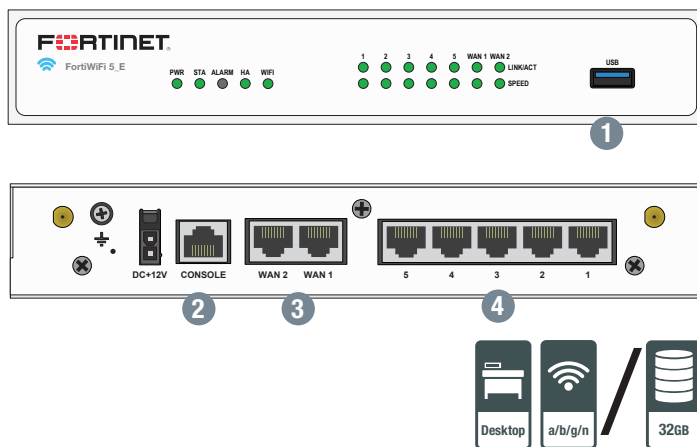 FORTINET
FortiWiFi 5_E
PWR STA ALARM HA WIFI
1 2 3 4 5 WAN 1 WAN 2
LINK/ACT
SPEED
USB
1
DC+12V CONSOLE WAN 2 WAN 1 5 4 3 2 1
2 3 4
Desktop a/b/g/n 32GB